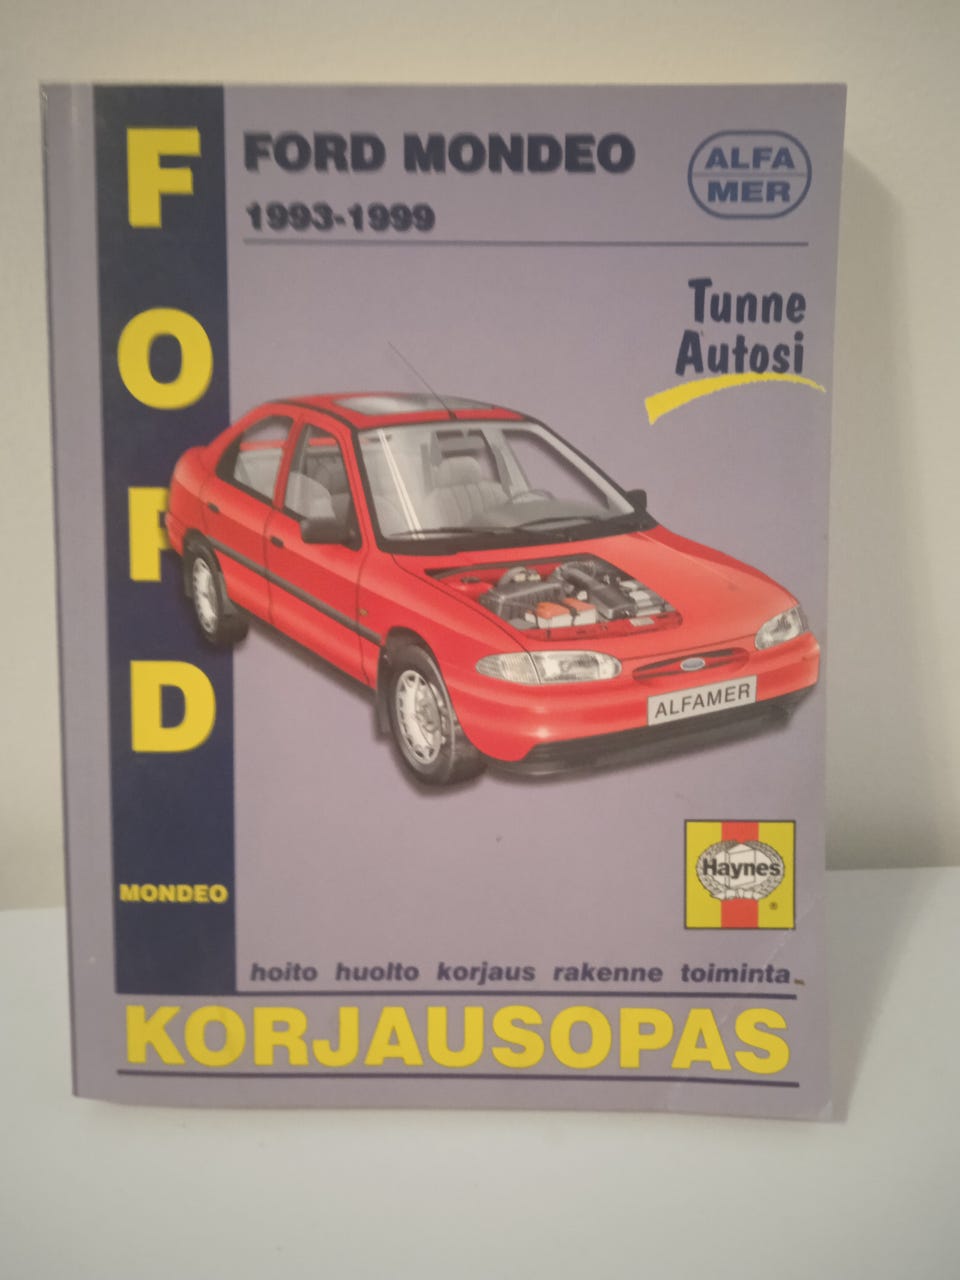 FORD MONDEO
1993-1999
ALFA
MER
Tunne
Autosi
FORD
MONDEO
ALFAMER
Haynes
®
hoito huolto korjaus rakenne toiminta
KORJAUSOPAS